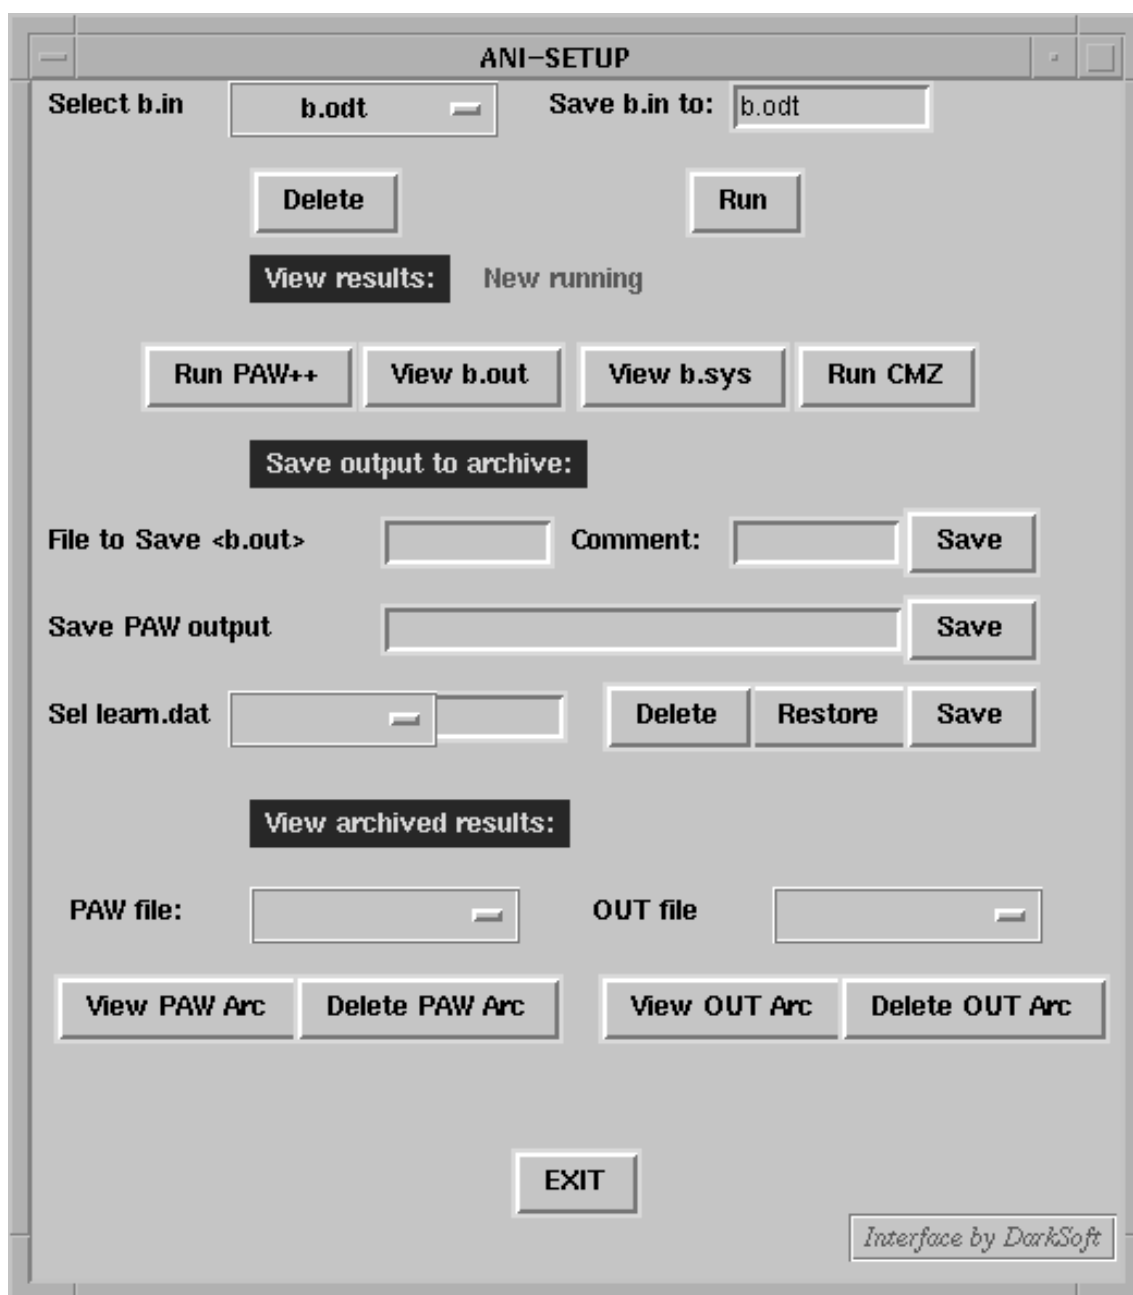 ANI-SETUP
Select b.in b.odt Save b.in to: b.odt
Delete Run
View results: New running
Run PAW++ View b.out View b.sys Run CMZ
Save output to archive:
File to Save <b.out> Comment: Save
Save PAW output Save
Sel learn.dat Delete Restore Save
View archived results:
PAW file: OUT file
View PAW Arc Delete PAW Arc View OUT Arc Delete OUT Arc
EXIT
Interface by DarkSoft